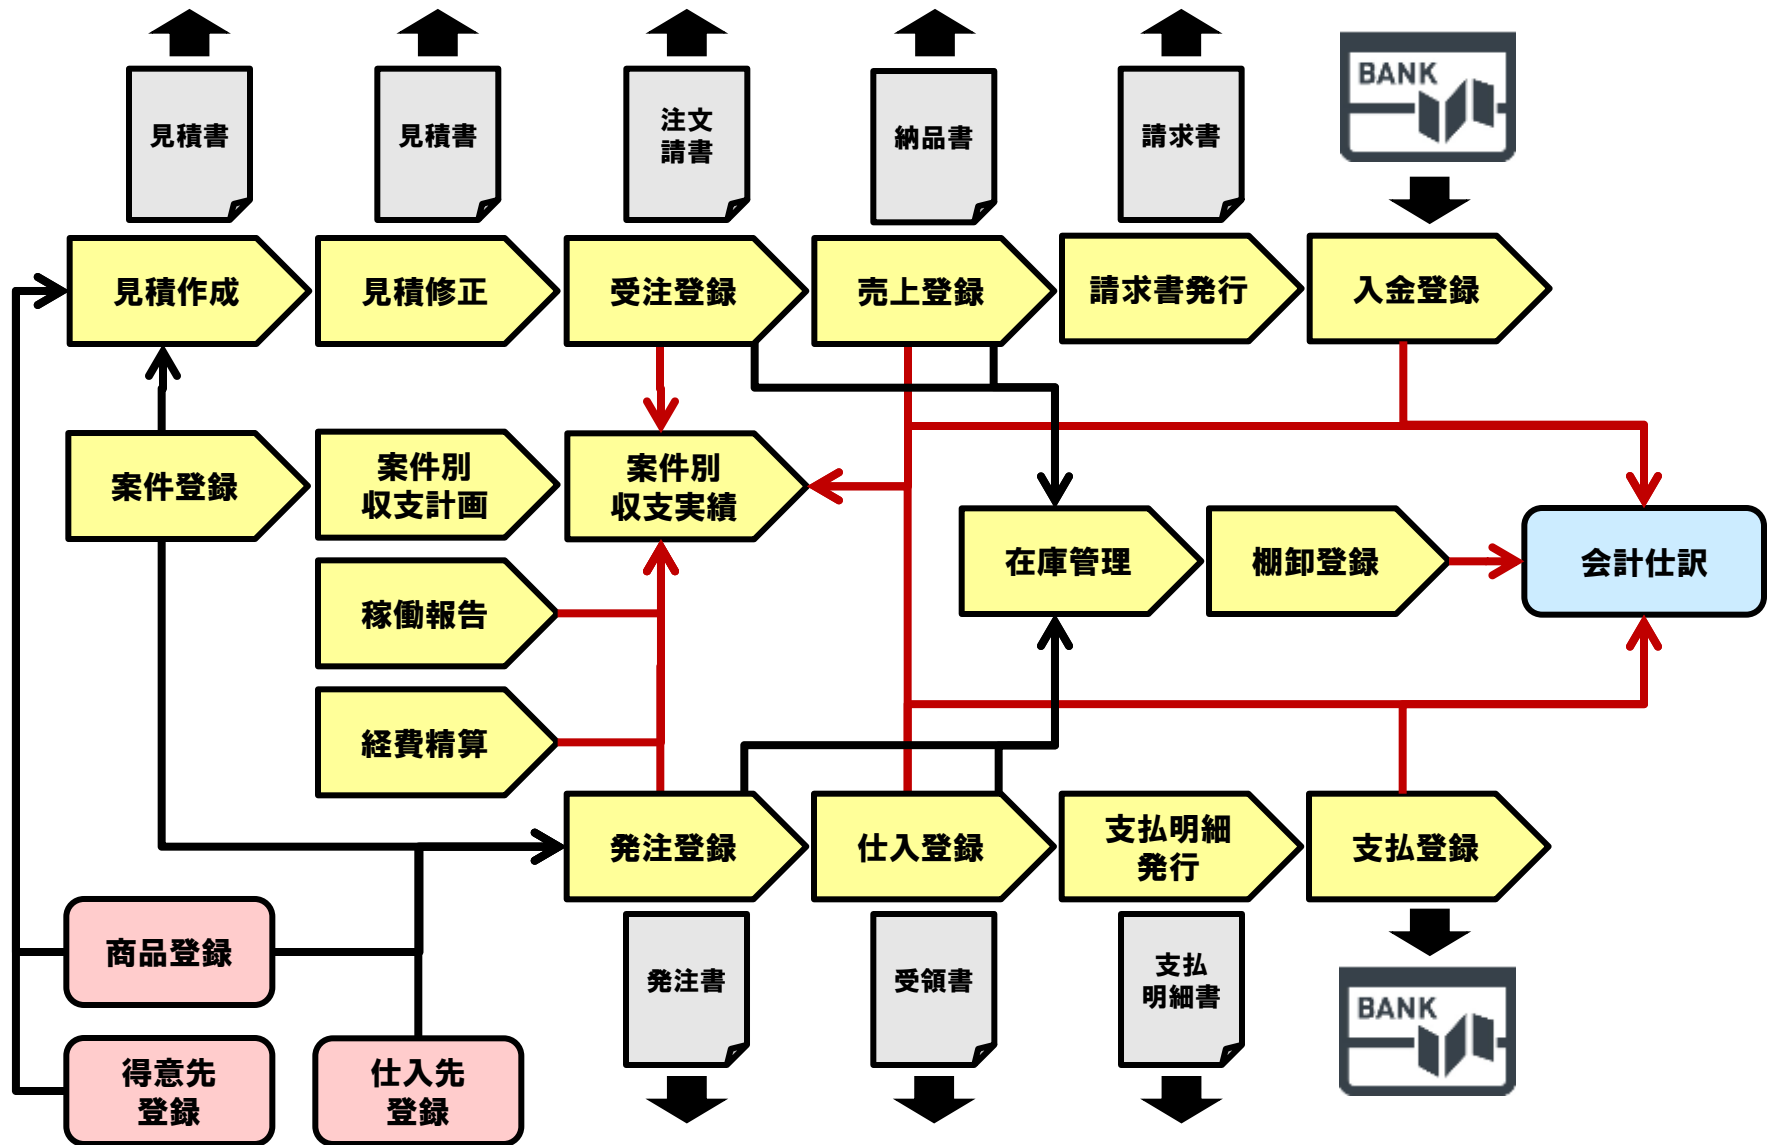 見積書
見積書
注文
請書
納品書
請求書
BANK
見積作成
見積修正
受注登録
売上登録
請求書発行
入金登録
案件登録
案件別
収支計画
案件別
収支実績
在庫管理
棚卸登録
会計仕訳
稼働報告
経費精算
発注登録
仕入登録
支払明細
発行
支払登録
商品登録
発注書
受領書
支払
明細書
BANK
得意先
登録
仕入先
登録